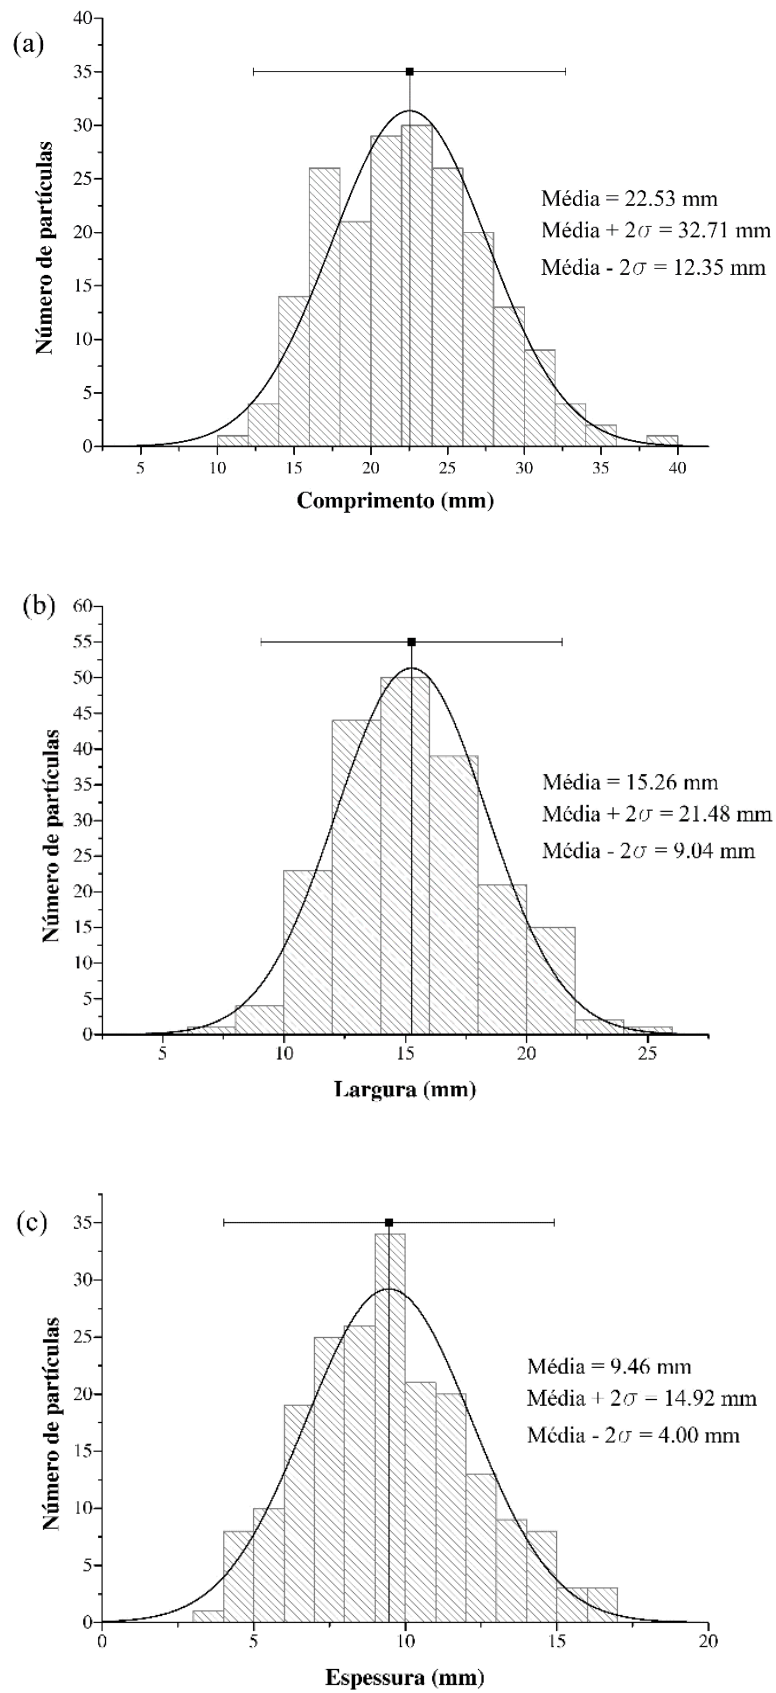 (a)
40
35
30
25
20
15
10
5
0
Número de partículas
Média = 22.53 mm
Média + 2σ = 32.71 mm
Média - 2σ = 12.35 mm
5 10 15 20 25 30 35 40
Comprimento (mm)
(b)
60
55
50
45
40
35
30
25
20
15
10
5
0
Número de partículas
Média = 15.26 mm
Média + 2σ = 21.48 mm
Média - 2σ = 9.04 mm
5 10 15 20 25
Largura (mm)
(c)
35
30
25
20
15
10
5
0
Número de partículas
Média = 9.46 mm
Média + 2σ = 14.92 mm
Média - 2σ = 4.00 mm
0 5 10 15 20
Espessura (mm)